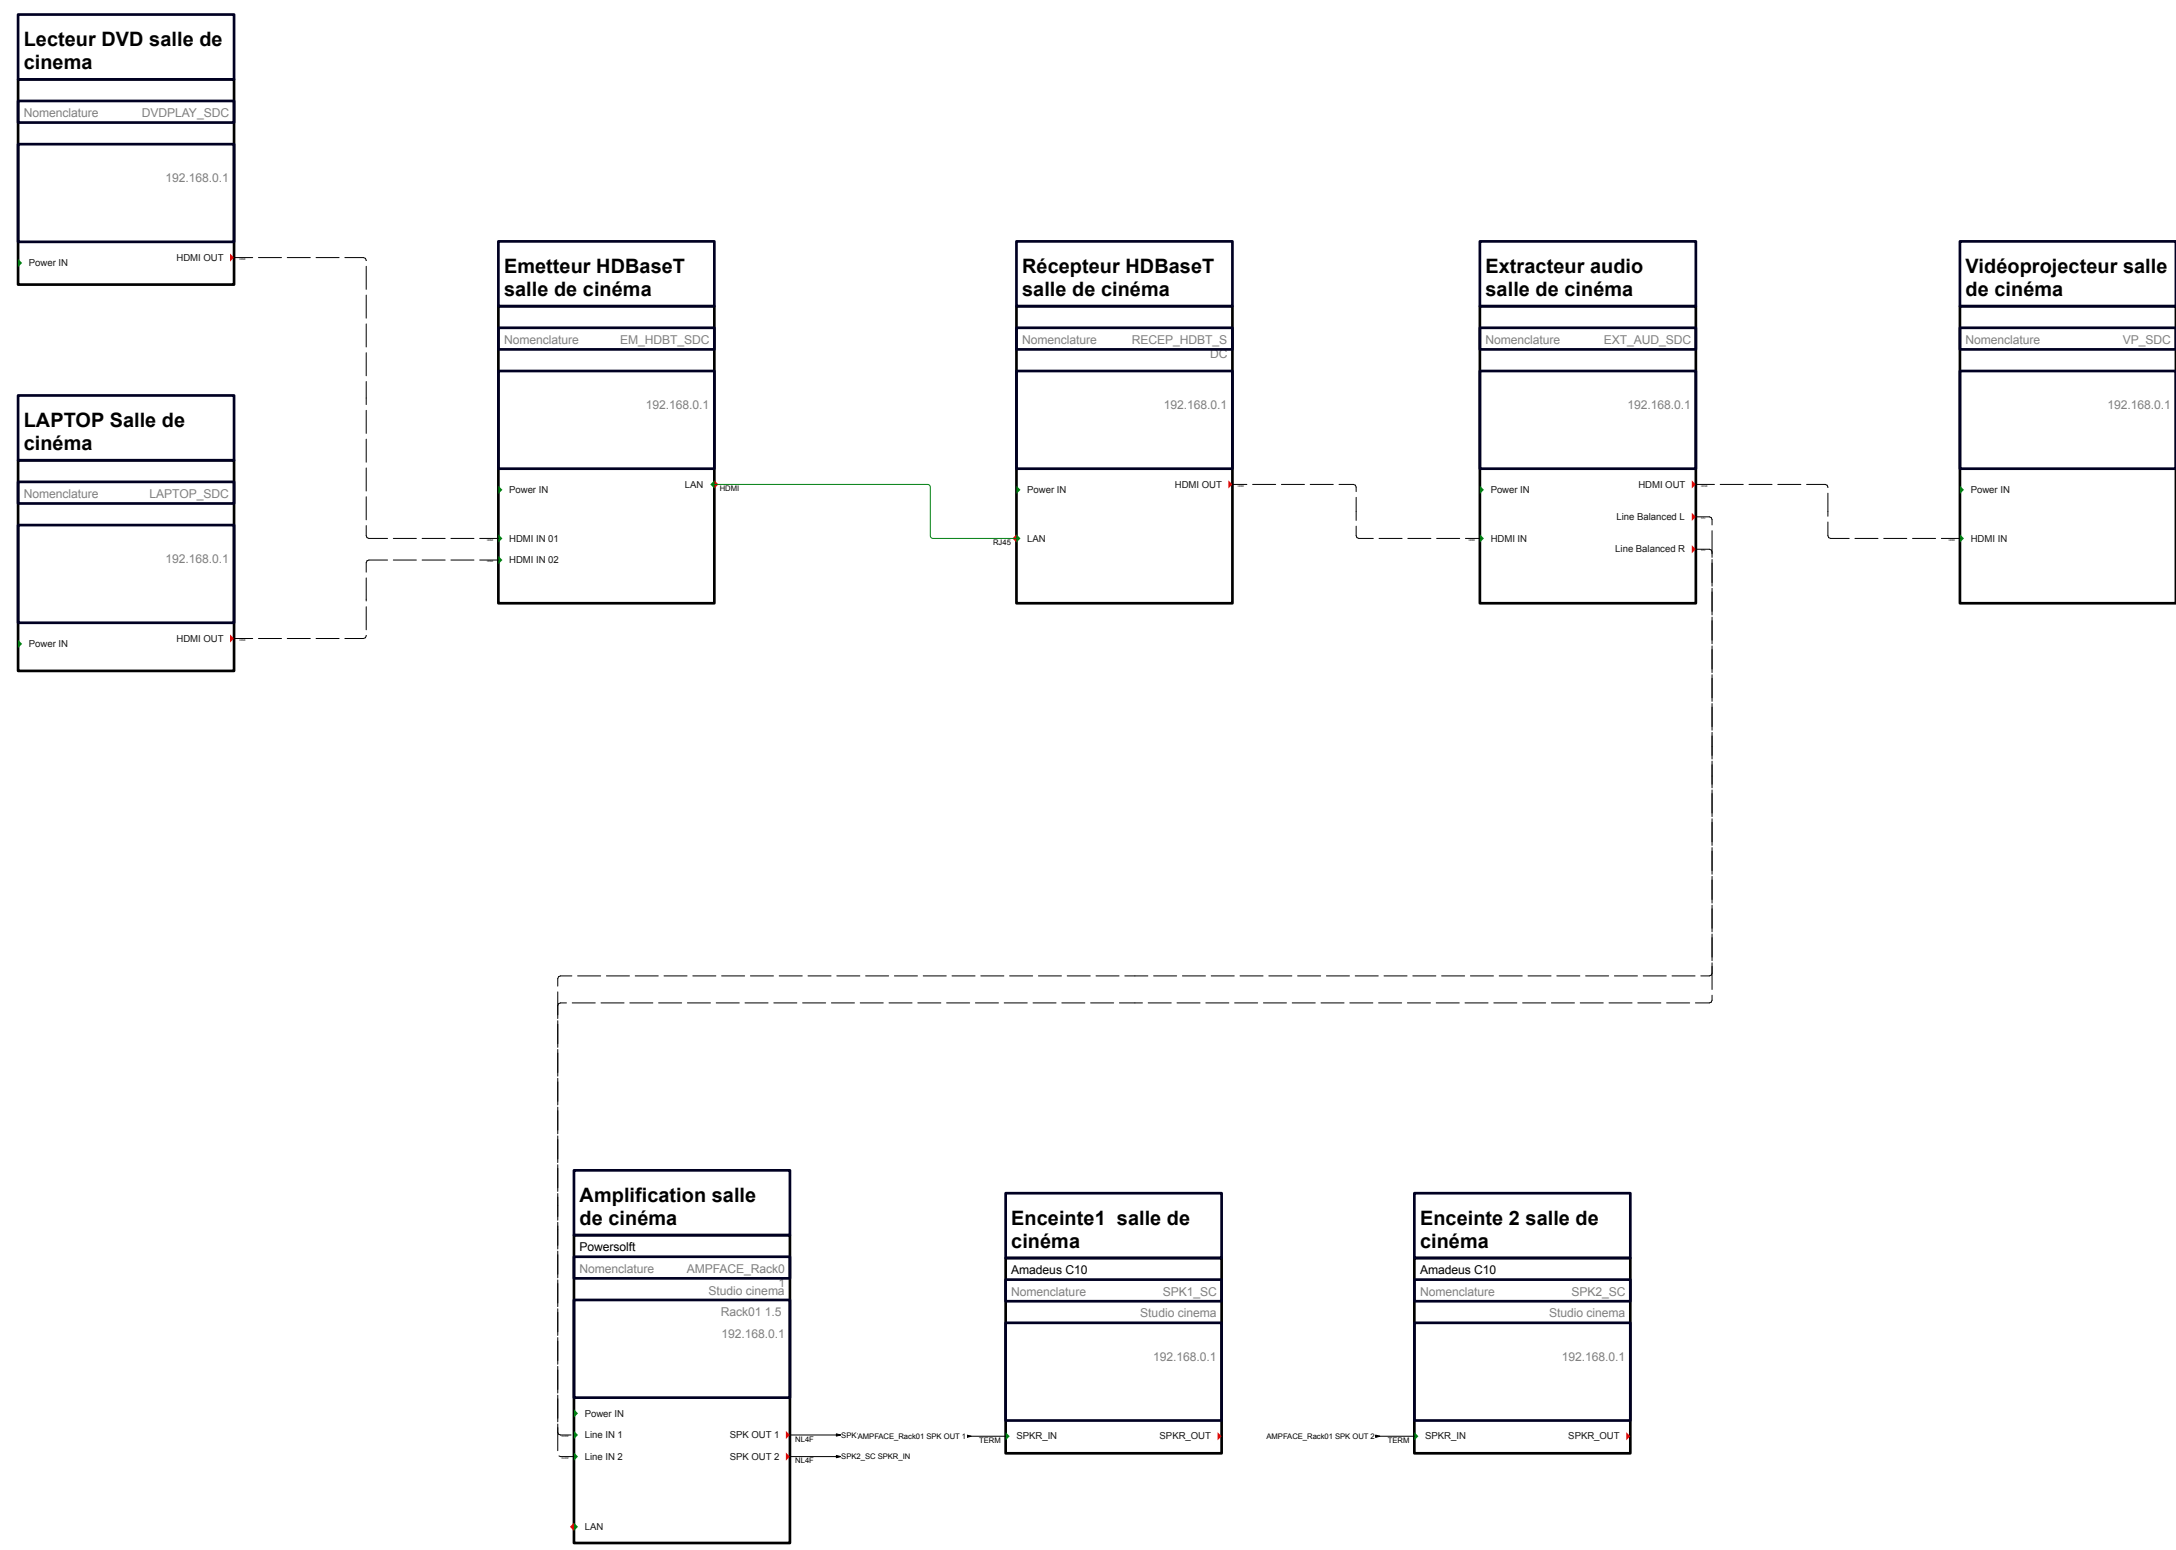 Lecteur DVD salle de
cinema
Nomenclature DVDPLAY_SDC
192.168.0.1
Power IN HDMI OUT
LAPTOP Salle de
cinéma
Nomenclature LAPTOP_SDC
192.168.0.1
Power IN HDMI OUT
Emetteur HDBaseT
salle de cinéma
Nomenclature EM_HDBT_SDC
192.168.0.1
Power IN LAN HDMI
HDMI IN 01
HDMI IN 02
Récepteur HDBaseT
salle de cinéma
Nomenclature RECEP_HDBT_S
DC
192.168.0.1
Power IN HDMI OUT
RJ45 LAN
Extracteur audio
salle de cinéma
Nomenclature EXT_AUD_SDC
192.168.0.1
Power IN HDMI OUT
Line Balanced L
HDMI IN
Line Balanced R
Vidéoprojecteur salle
de cinéma
Nomenclature VP_SDC
192.168.0.1
Power IN
HDMI IN
Amplification salle
de cinéma
Powersolft
Nomenclature AMPFACE_Rack0
1
Studio cinema
Rack01 1.5
192.168.0.1
Power IN
Line IN 1 SPK OUT 1 NL4F
Line IN 2 SPK OUT 2 NL4F SPK2_SC SPKR_IN
LAN
Enceinte1 salle de
cinéma
Amadeus C10
Nomenclature SPK1_SC
Studio cinema
192.168.0.1
AMPFACE_Rack01 SPK OUT 1 TERM SPKR_IN SPKR_OUT
Enceinte 2 salle de
cinéma
Amadeus C10
Nomenclature SPK2_SC
Studio cinema
192.168.0.1
AMPFACE_Rack01 SPK OUT 2 TERM SPKR_IN SPKR_OUT